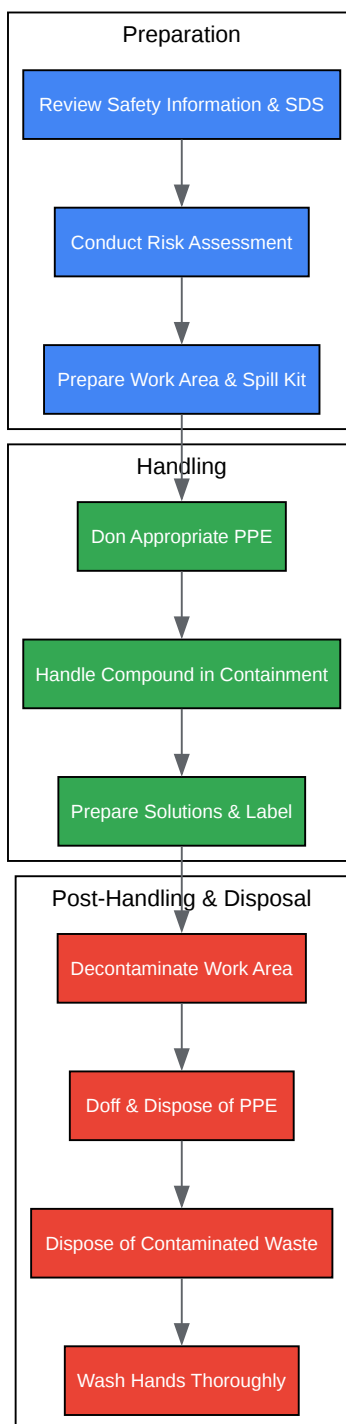 Preparation
Review Safety Information & SDS
Conduct Risk Assessment
Prepare Work Area & Spill Kit
Handling
Don Appropriate PPE
Handle Compound in Containment
Prepare Solutions & Label
Post-Handling & Disposal
Decontaminate Work Area
Doff & Dispose of PPE
Dispose of Contaminated Waste
Wash Hands Thoroughly